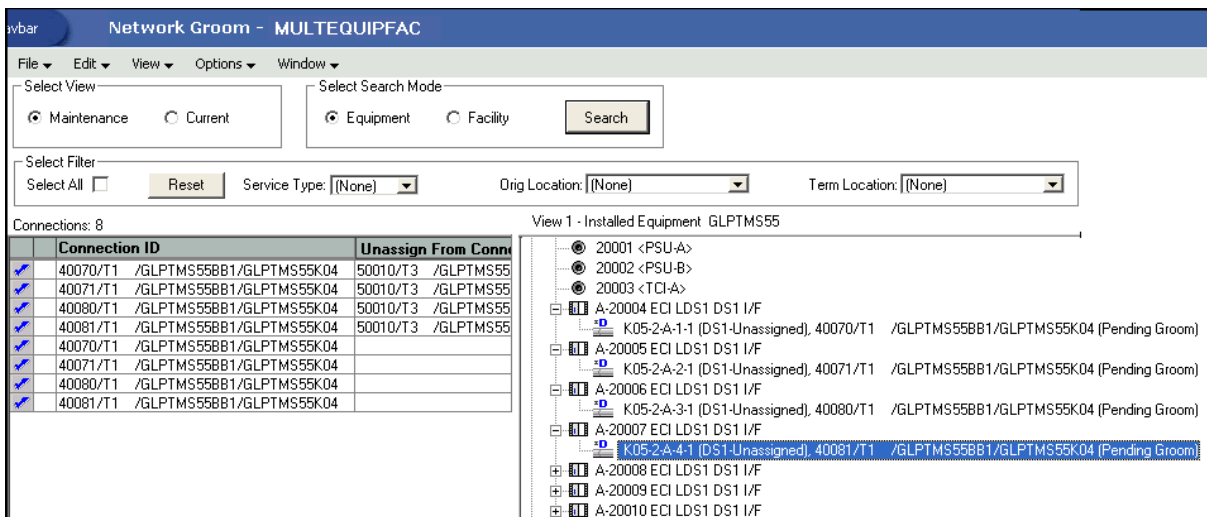 avbar
Network Groom - MULTEQUIPFAC
File Edit View Options Window
Select View
Select Search Mode
Maintenance Current
Equipment Facility Search
Select Filter
Select All Reset Service Type: (None) Orig Location: (None) Term Location: (None)
Connections: 8
Connection ID Unassign From Conne
40070/T1 /GLPTMS55BB1/GLPTMS55K04 50010/T3 /GLPTMS55
40071/T1 /GLPTMS55BB1/GLPTMS55K04 50010/T3 /GLPTMS55
40080/T1 /GLPTMS55BB1/GLPTMS55K04 50010/T3 /GLPTMS55
40081/T1 /GLPTMS55BB1/GLPTMS55K04 50010/T3 /GLPTMS55
40070/T1 /GLPTMS55BB1/GLPTMS55K04
40071/T1 /GLPTMS55BB1/GLPTMS55K04
40080/T1 /GLPTMS55BB1/GLPTMS55K04
40081/T1 /GLPTMS55BB1/GLPTMS55K04
View 1 - Installed Equipment GLPTMS55
20001 <PSU-A>
20002 <PSU-B>
20003 <TCI-A>
A-20004 ECI LDS1 DS1 I/F
K05-2-A-1-1 (DS1-Unassigned), 40070/T1 /GLPTMS55BB1/GLPTMS55K04 (Pending Groom)
A-20005 ECI LDS1 DS1 I/F
K05-2-A-2-1 (DS1-Unassigned), 40071/T1 /GLPTMS55BB1/GLPTMS55K04 (Pending Groom)
A-20006 ECI LDS1 DS1 I/F
K05-2-A-3-1 (DS1-Unassigned), 40080/T1 /GLPTMS55BB1/GLPTMS55K04 (Pending Groom)
A-20007 ECI LDS1 DS1 I/F
K05-2-A-4-1 (DS1-Unassigned), 40081/T1 /GLPTMS55BB1/GLPTMS55K04 (Pending Groom)
A-20008 ECI LDS1 DS1 I/F
A-20009 ECI LDS1 DS1 I/F
A-20010 ECI LDS1 DS1 I/F